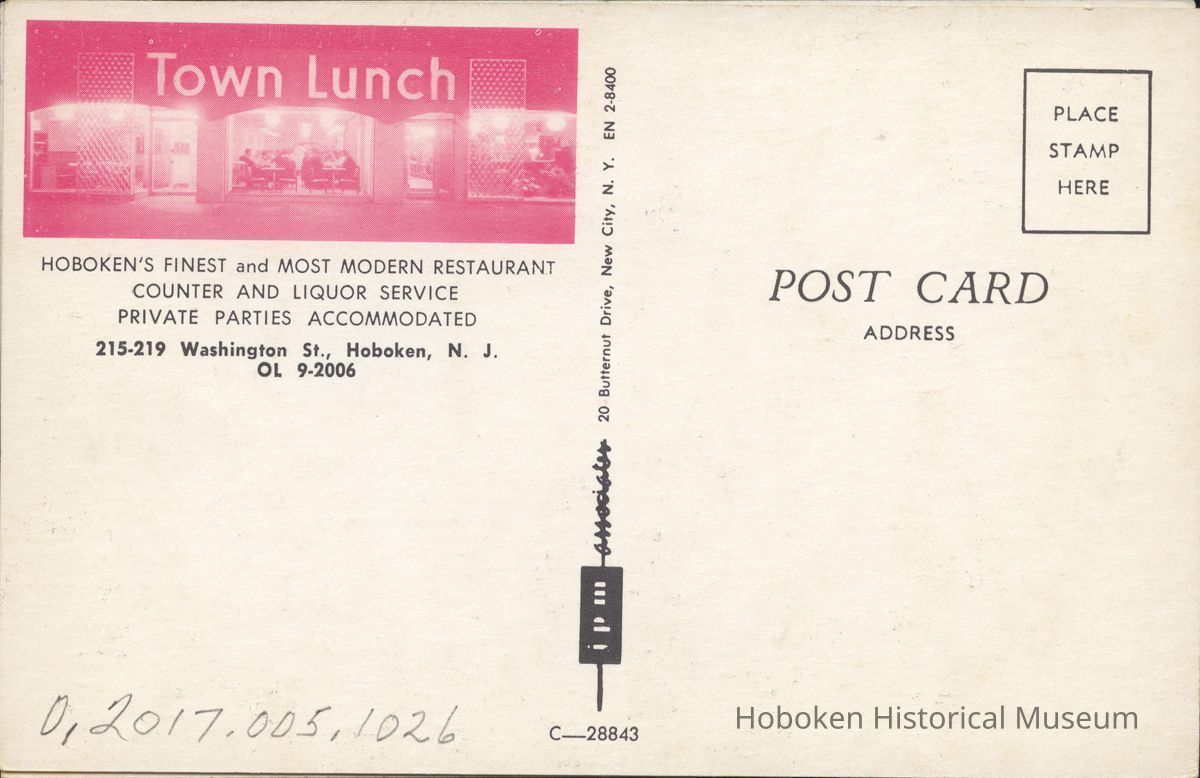 Town Lunch
HOBOKEN'S FINEST and MOST MODERN RESTAURANT
COUNTER AND LIQUOR SERVICE
PRIVATE PARTIES ACCOMMODATED
215-219 Washington St., Hoboken, N. J.
OL 9-2006
ipm associates 20 Butternut Drive, New City, N. Y. EN 2-8400
C—28843
PLACE
STAMP
HERE
POST CARD
ADDRESS
0,2017.005.1026
Hoboken Historical Museum